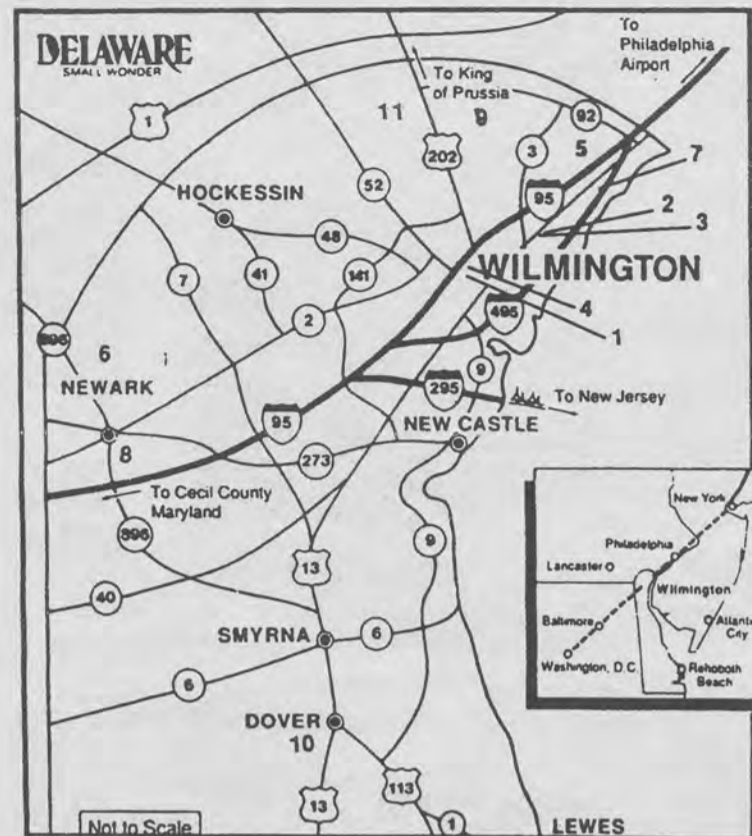 DELAWARE
SMALL WONDER
To
Philadelphia
Airport
To King
of Prussia
1
11
9
92
202
3
5
7
52
95
2
3
HOCKESSIN
48
7
41
141
WILMINGTON
2
495
4
1
896
6
9
NEWARK
295
To New Jersey
95
NEW CASTLE
8
273
To Cecil County
Maryland
896
9
13
40
SMYRNA
6
6
DOVER
10
113
13
1
Not to Scale
LEWES
New York
Philadelphia
Lancaster
Wilmington
Baltimore
Atlantic
City
Washington, D.C.
Rehoboth
Beach